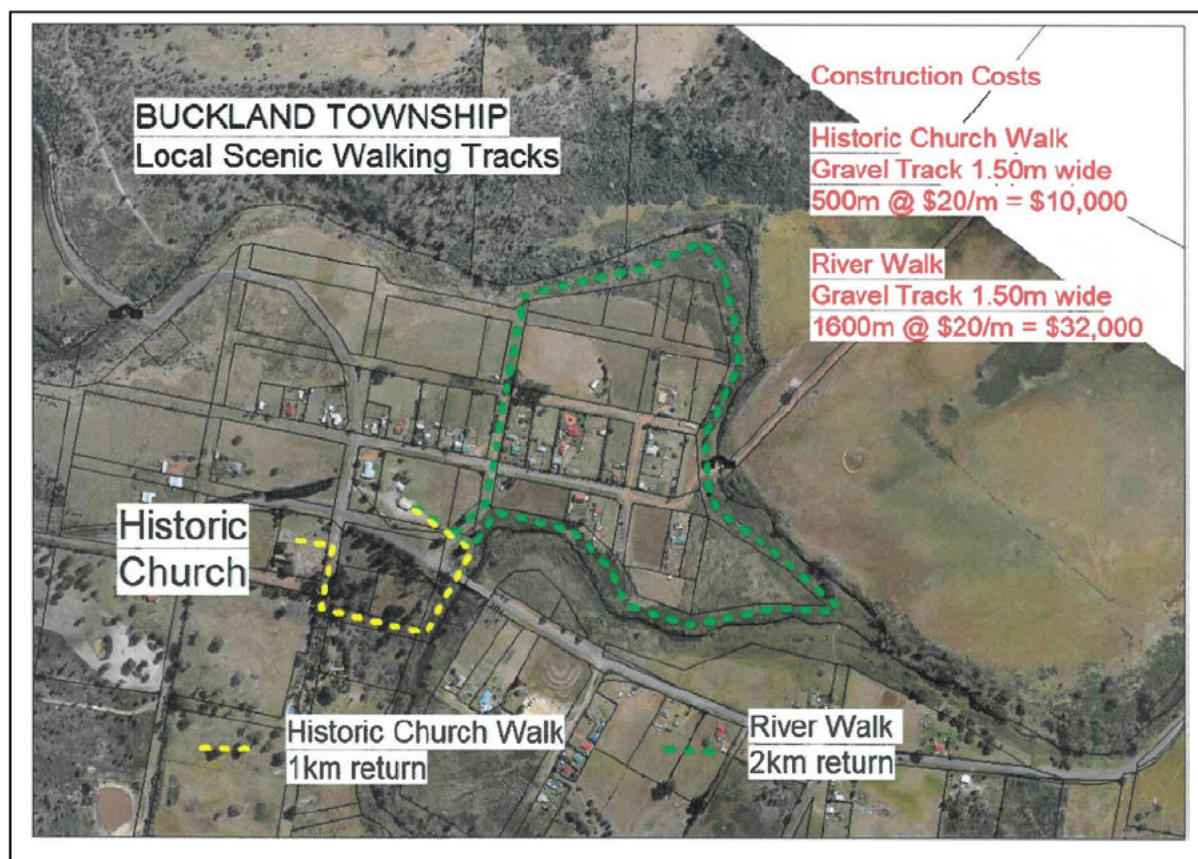 BUCKLAND TOWNSHIP
Local Scenic Walking Tracks
Construction Costs
Historic Church Walk
Gravel Track 1.50m wide
500m @ $20/m = $10,000
River Walk
Gravel Track 1.50m wide
1600m @ $20/m = $32,000
Historic
Church
Historic Church Walk
1km return
River Walk
2km return